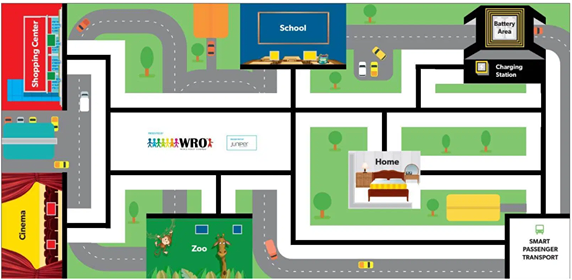 Shopping Center
School
Battery
Area
Charging
Station
WRO
juniper
Home
Cinema
Zoo
SMART
PASSENGER
TRANSPORT